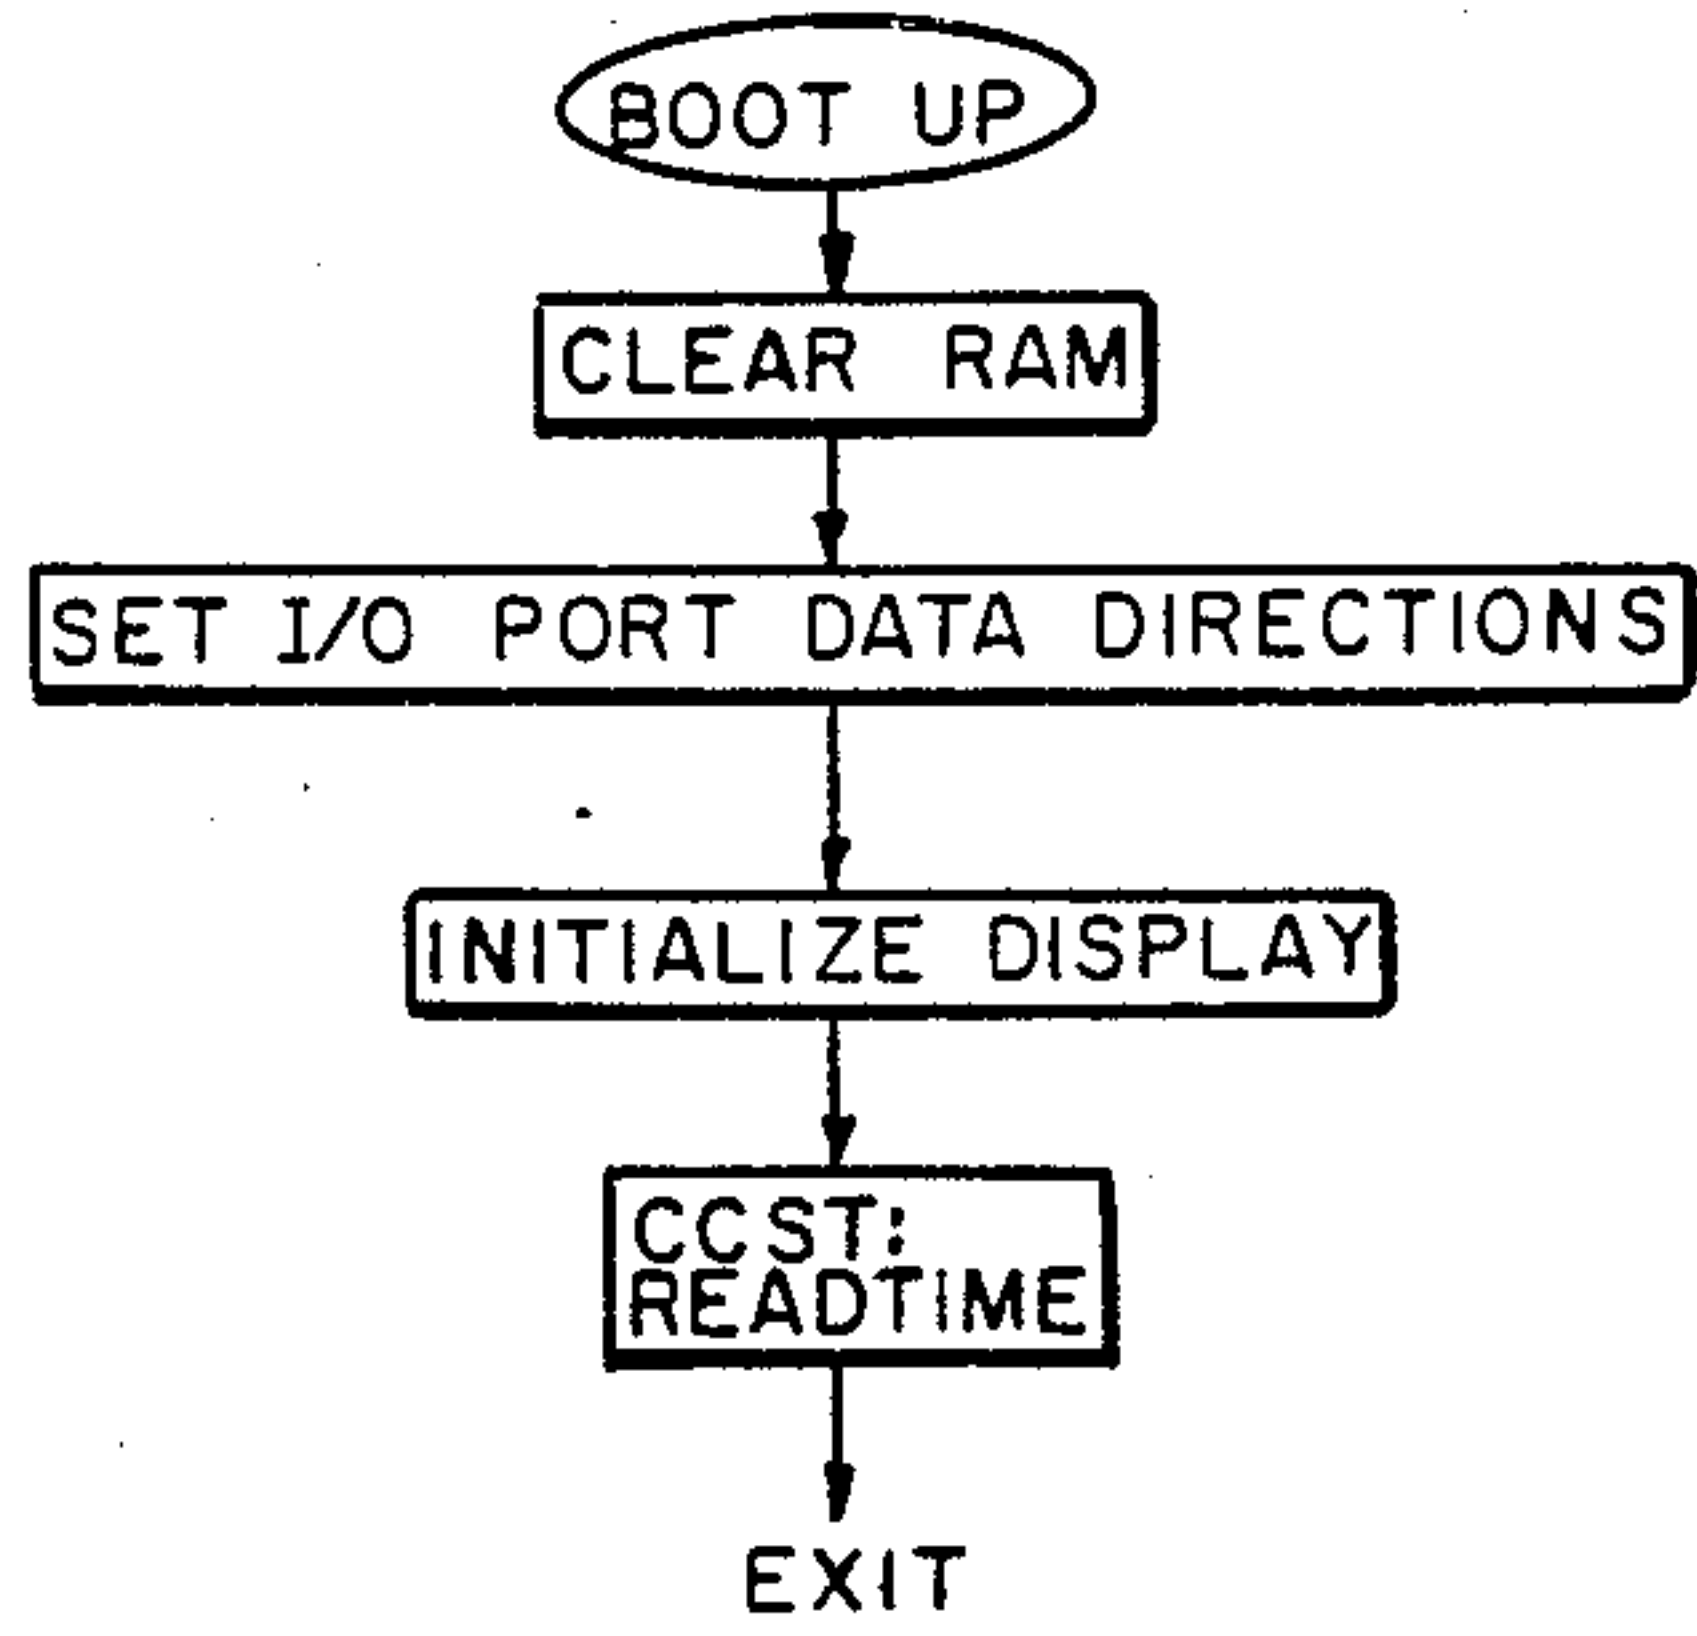 BOOT UP
CLEAR RAM
SET I/O PORT DATA DIRECTIONS
INITIALIZE DISPLAY
CCST:
READTIME
EXIT